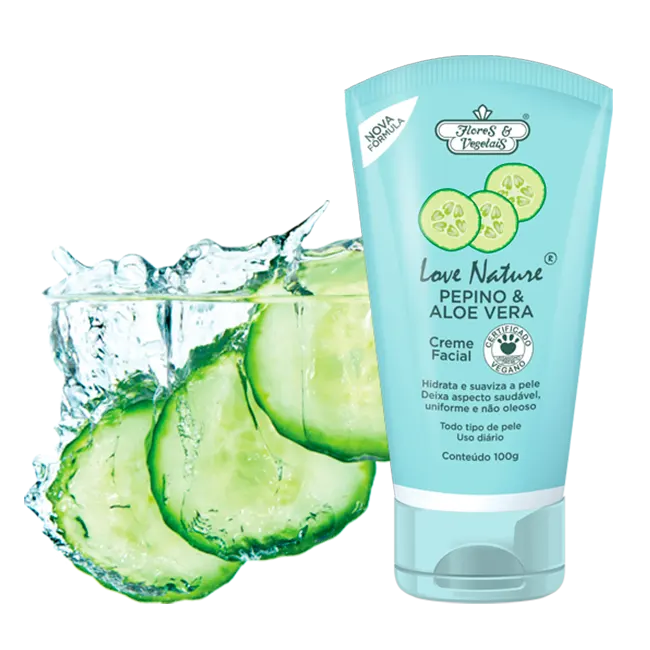 NOVA
FÓRMULA
Flores &
Vegetais
®
Love Nature®
PEPINO &
ALOE VERA
Creme
Facial
CERTIFICADO
VEGANO
Hidrata e suaviza a pele
Deixa aspecto saudável,
uniforme e não oleoso
Todo tipo de pele
Uso diário
Conteúdo 100g